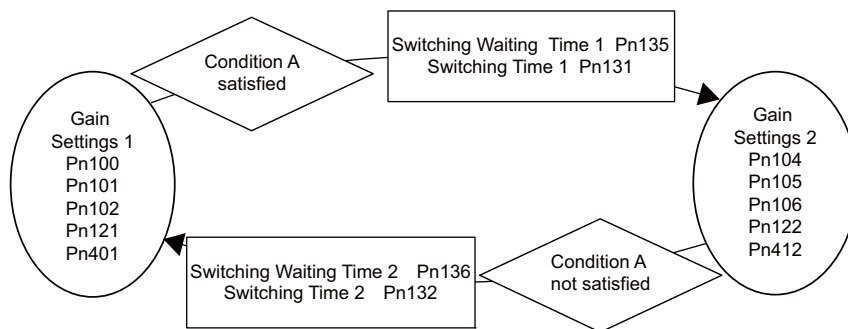 Condition A
satisfied
Switching Waiting Time 1 Pn135
Switching Time 1 Pn131
Gain
Settings 1
Pn100
Pn101
Pn102
Pn121
Pn401
Gain
Settings 2
Pn104
Pn105
Pn106
Pn122
Pn412
Switching Waiting Time 2 Pn136
Switching Time 2 Pn132
Condition A
not satisfied